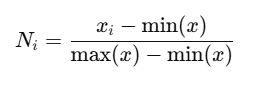 N_i = \frac{x_i - \min(x)}{\max(x) - \min(x)}